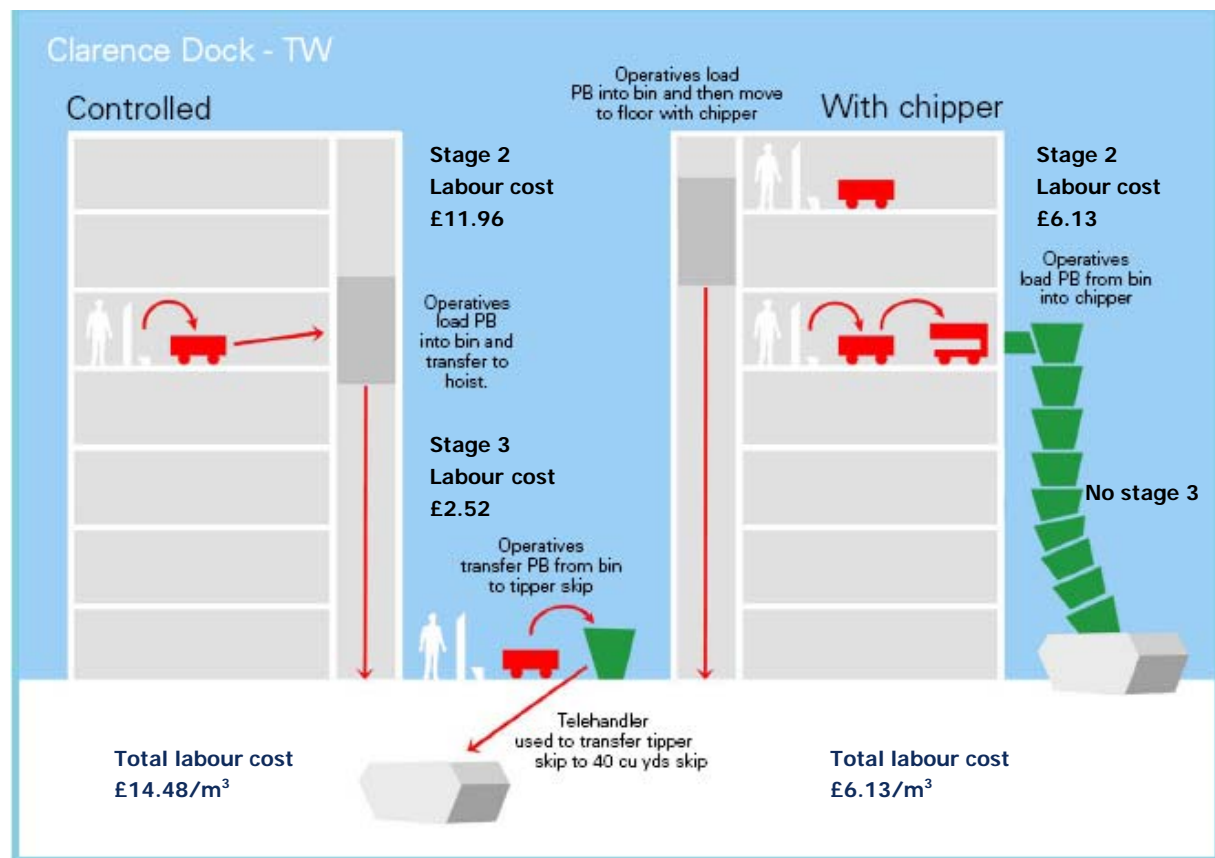 Clarence Dock - TW
Controlled
Stage 2
Labour cost
£11.96
Operatives
load PB
into bin and
transfer to
hoist.
Stage 3
Labour cost
£2.52
Operatives
transfer PB from bin
to tipper skip
Telehandler
used to transfer tipper
skip to 40 cu yds skip
Total labour cost
£14.48/m³
Operatives load
PB into bin and then move
to floor with chipper
With chipper
Stage 2
Labour cost
£6.13
Operatives
load PB from bin
into chipper
No stage 3
Total labour cost
£6.13/m³